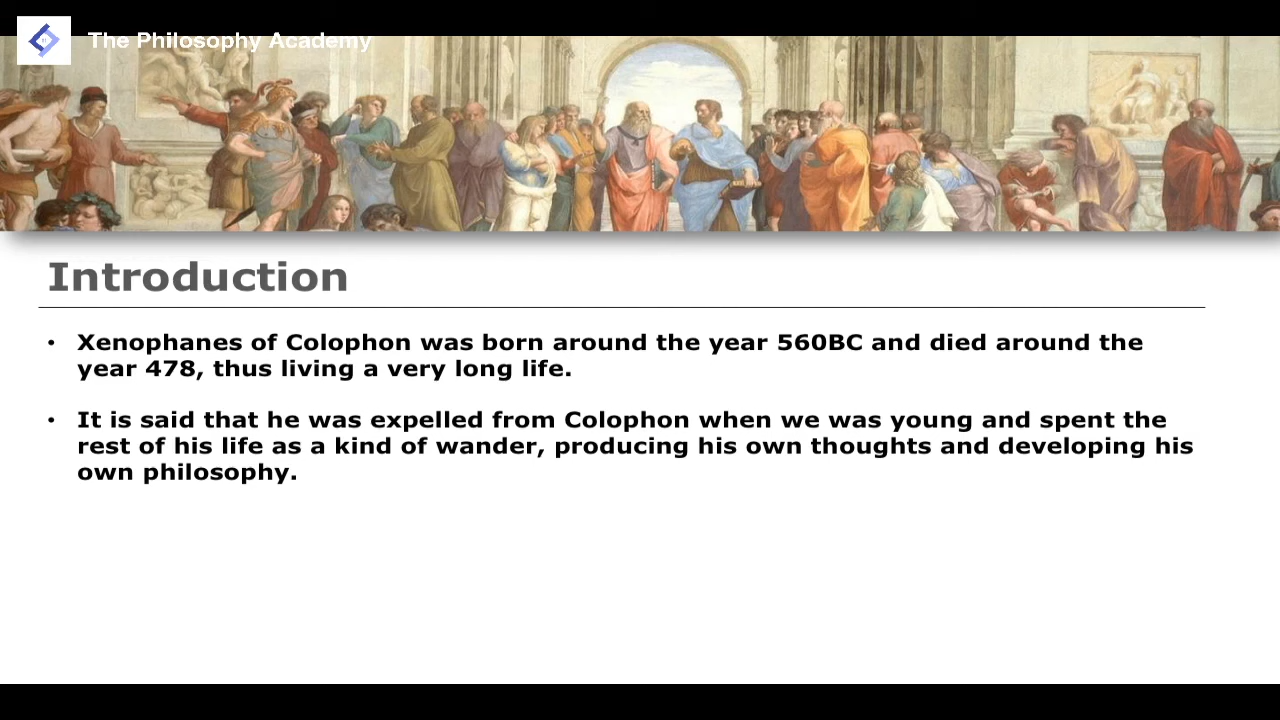 The Philosophy Academy
Introduction
• Xenophanes of Colophon was born around the year 560BC and died around the
year 478, thus living a very long life.
• It is said that he was expelled from Colophon when we was young and spent the
rest of his life as a kind of wander, producing his own thoughts and developing his
own philosophy.